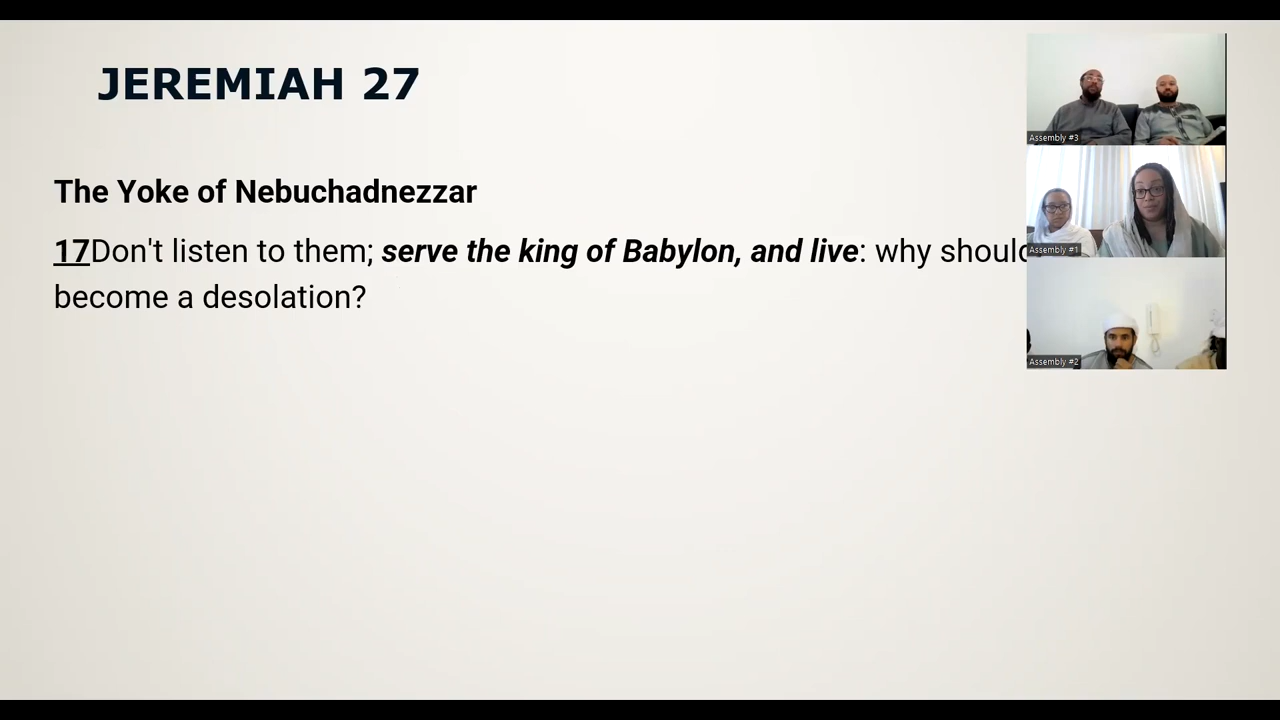 JEREMIAH 27
The Yoke of Nebuchadnezzar
17Don't listen to them; serve the king of Babylon, and live: why should
become a desolation?
Assembly #3
Assembly #1
Assembly #2